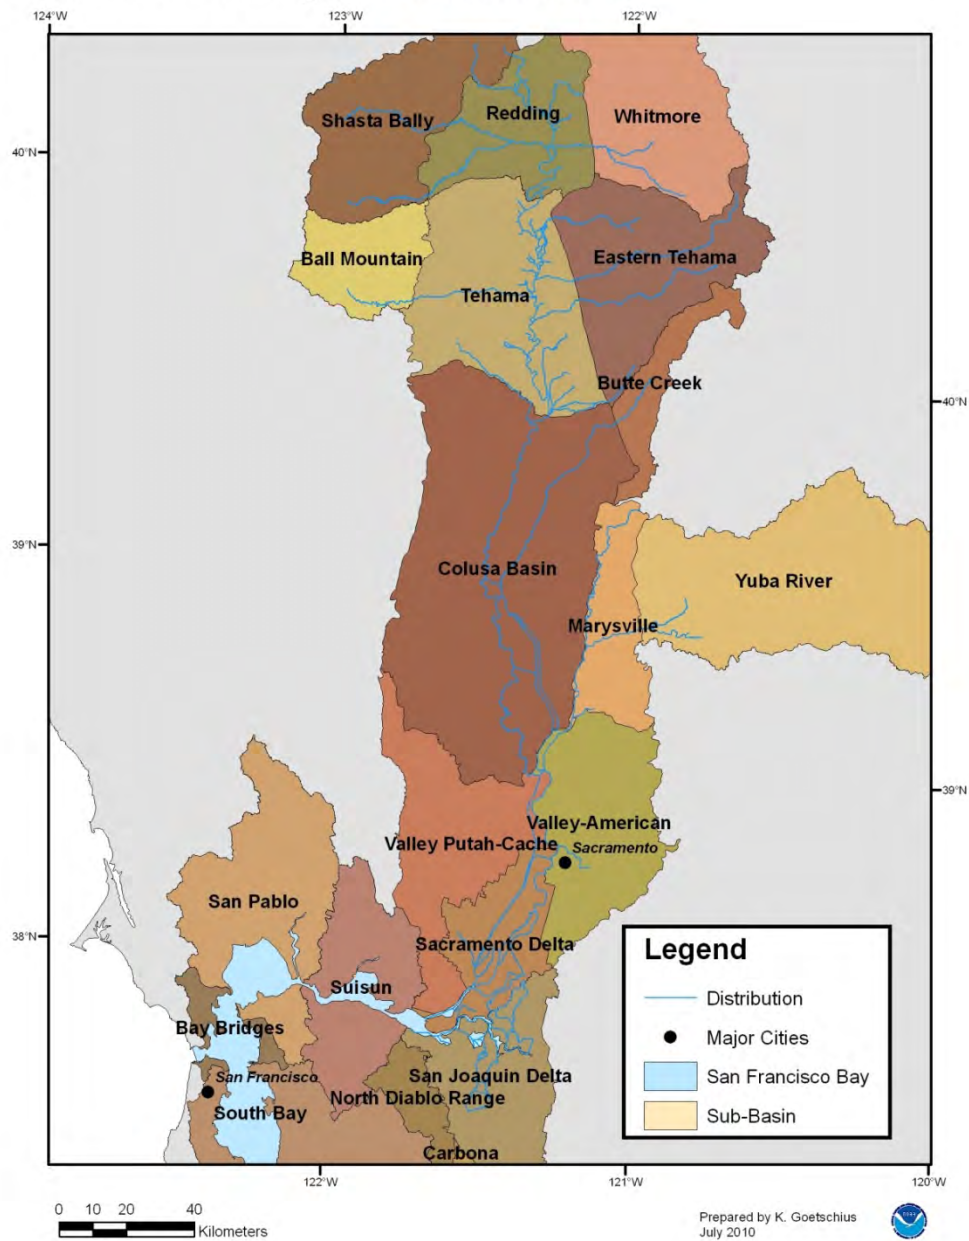 124°W
123°W
122°W
Shasta Bally
Redding
Whitmore
40°N
Ball Mountain
Eastern Tehama
Tehama
Butte Creek
40°N
39°N
Colusa Basin
Yuba River
Marysville
39°N
Valley-American
Valley Putah-Cache
Sacramento
San Pablo
38°N
Sacramento Delta
Suisun
Bay Bridges
San Francisco
San Joaquin Delta
North Diablo Range
South Bay
Carbona
Legend
Distribution
Major Cities
San Francisco Bay
Sub-Basin
122°W
121°W
120°W
0 10 20 40
Kilometers
Prepared by K. Goetschius
July 2010